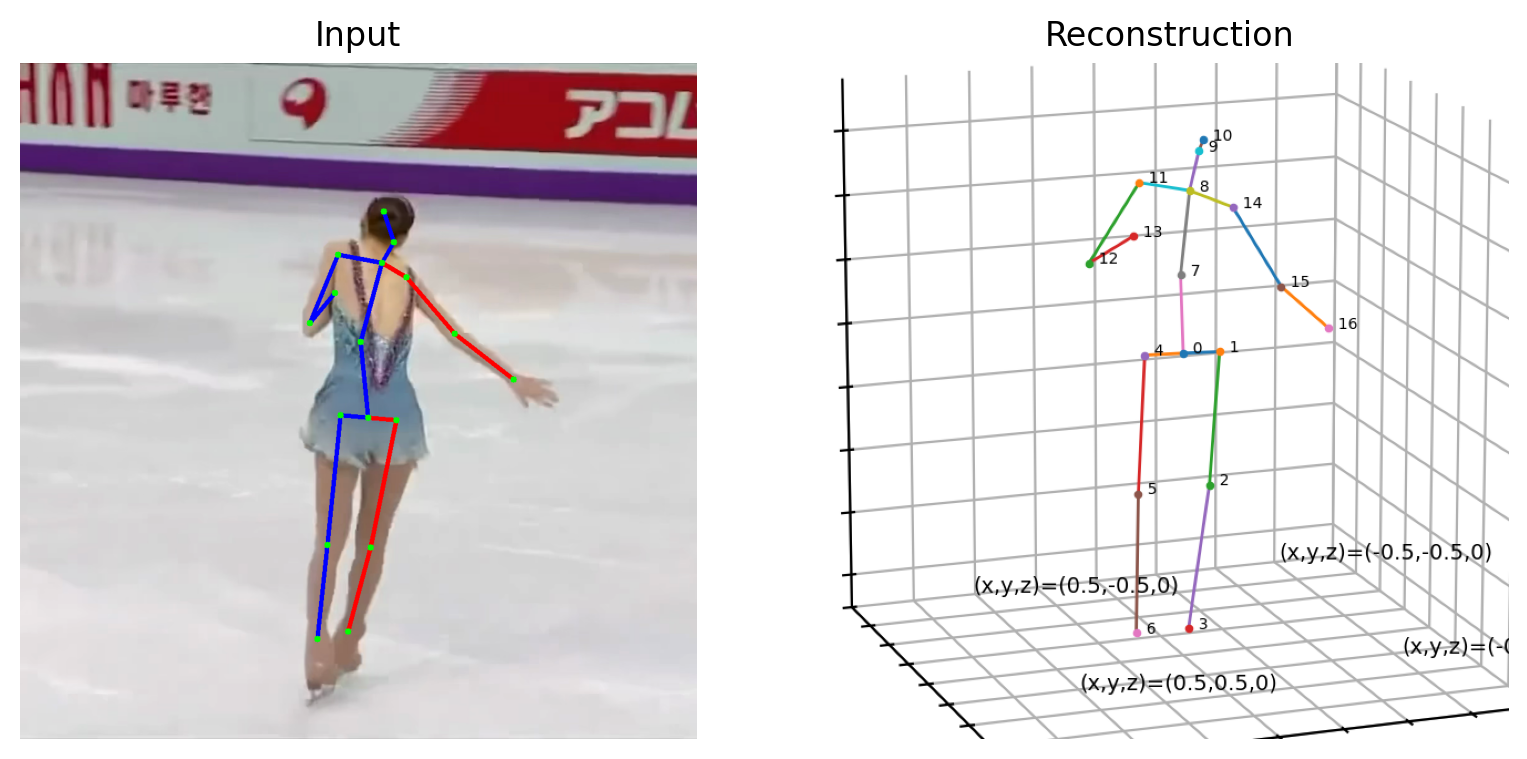 Input
마루한
アコム
Reconstruction
10
9
11
8
14
13
12
7
15
16
4
0
1
5
2
(x,y,z)=(-0.5,-0.5,0)
(x,y,z)=(0.5,-0.5,0)
6
3
(x,y,z)=(-0
(x,y,z)=(0.5,0.5,0)